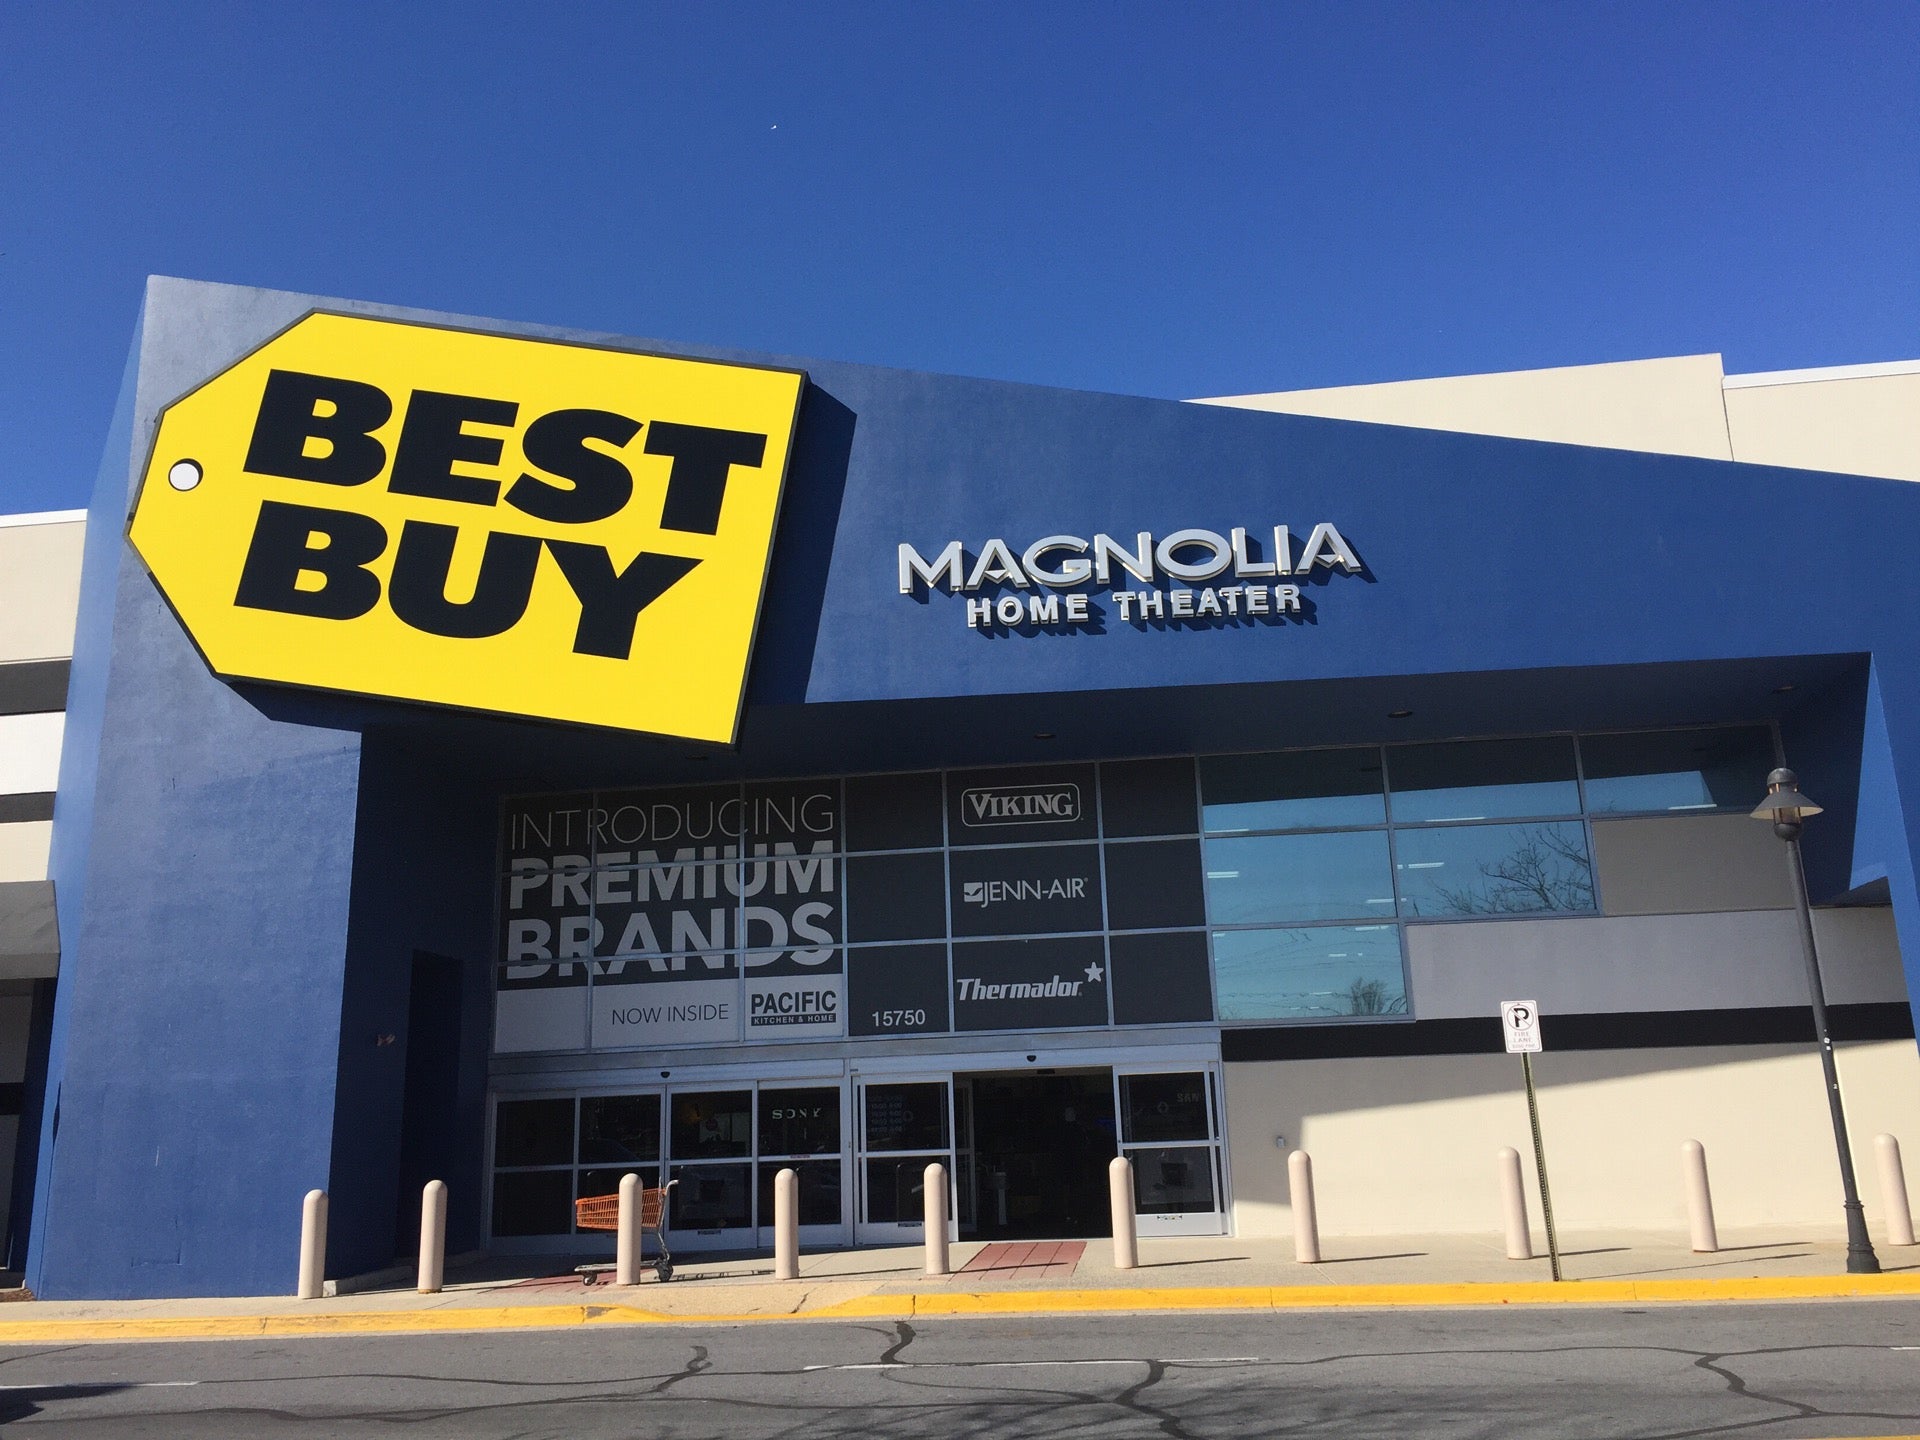 BEST
BUY
MAGNOLIA
HOME THEATER
INTRODUCING
PREMIUM
BRANDS
NOW INSIDE
PACIFIC
KITCHEN & HOME
15750
VIKING
JENN-AIR
Thermador
SONY
SAN
P
FIRE
LANE